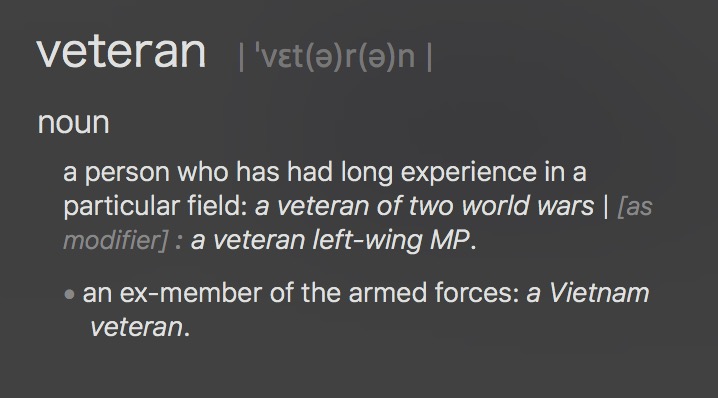 veteran | ˈvɛt(ə)r(ə)n |
noun
a person who has had long experience in a
particular field: a veteran of two world wars | [as
modifier] : a veteran left-wing MP.
• an ex-member of the armed forces: a Vietnam
veteran.